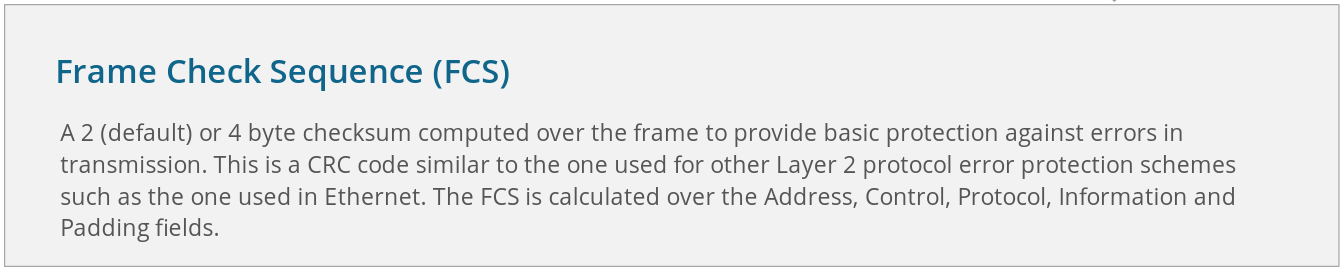 Frame Check Sequence (FCS)
A 2 (default) or 4 byte checksum computed over the frame to provide basic protection against errors in
transmission. This is a CRC code similar to the one used for other Layer 2 protocol error protection schemes
such as the one used in Ethernet. The FCS is calculated over the Address, Control, Protocol, Information and
Padding fields.